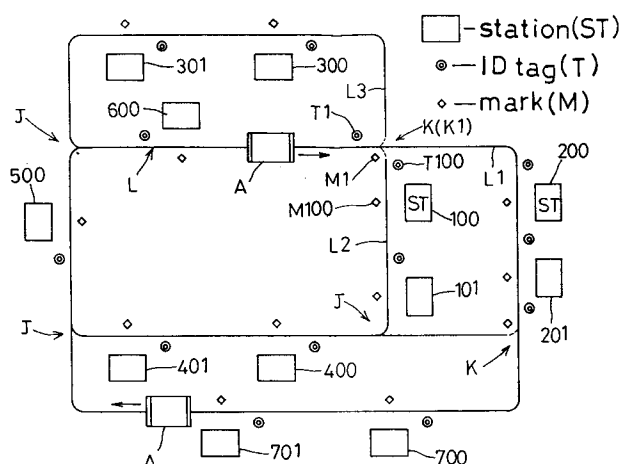 station(ST)
ID tag(T)
mark(M)
301
300
600
L3
J
T1
K(K1)
L
A
M1
T100
L1
200
500
M100
ST
100
ST
L2
J
101
201
J
K
401
400
A
701
700